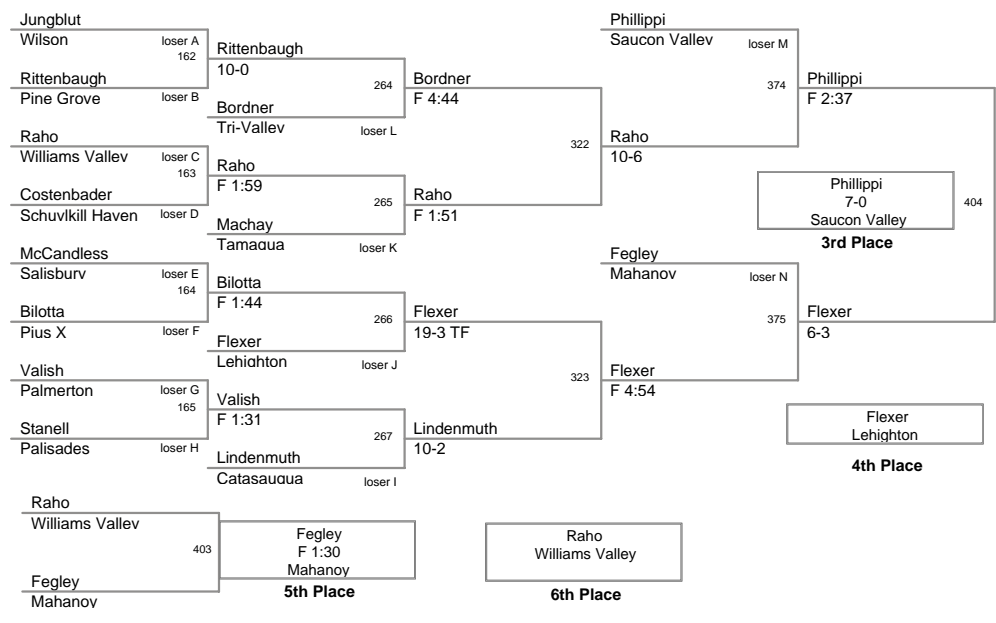 Jungblut
Wilson
loser A
162
Rittenbaugh
Pine Grove
loser B
Raho
Williams Valley
loser C
163
Costenbader
Schuylkill Haven
loser D
McCandless
Salisbury
loser E
164
Bilotta
Pius X
loser F
Valish
Palmerton
loser G
165
Stanell
Palisades
loser H
Rittenbaugh
10-0
264
Bordner
Tri-Valley
loser L
Raho
F 1:59
265
Machay
Tamaqua
loser K
Bilotta
F 1:44
266
Flexer
Lehighton
loser J
Valish
F 1:31
267
Lindenmuth
Catasauqua
loser I
Bordner
F 4:44
322
Raho
F 1:51
Flexer
19-3 TF
323
Lindenmuth
10-2
Phillippi
Saucon Valley
loser M
374
Raho
10-6
Fegley
Mahanoy
loser N
375
Flexer
F 4:54
Phillippi
F 2:37
404
Flexer
6-3
Phillippi
7-0
Saucon Valley
3rd Place
Flexer
Lehighton
4th Place
Raho
Williams Valley
403
Fegley
Mahanoy
Fegley
F 1:30
Mahanoy
5th Place
Raho
Williams Valley
6th Place